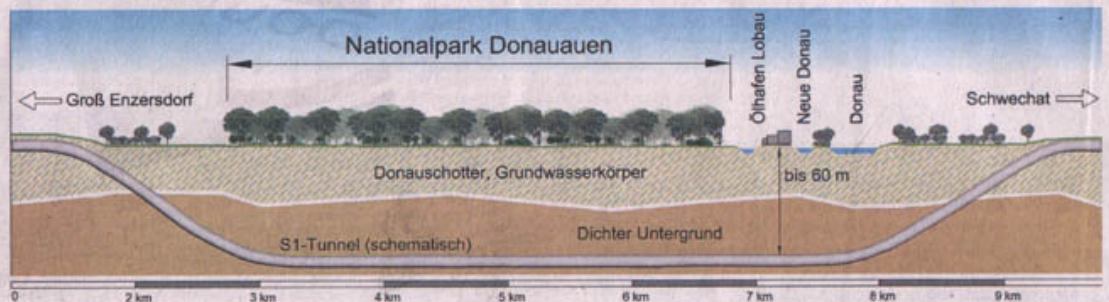 Nationalpark Donauauen
Ölhafen Lobau
Neue Donau
Donau
Groß Enzersdorf
Schwechat
Donauschotter, Grundwasserkörper
bis 60 m
S1-Tunnel (schematisch)
Dichter Untergrund
0 2 km 3 km 4 km 5 km 6 km 7 km 8 km 9 km